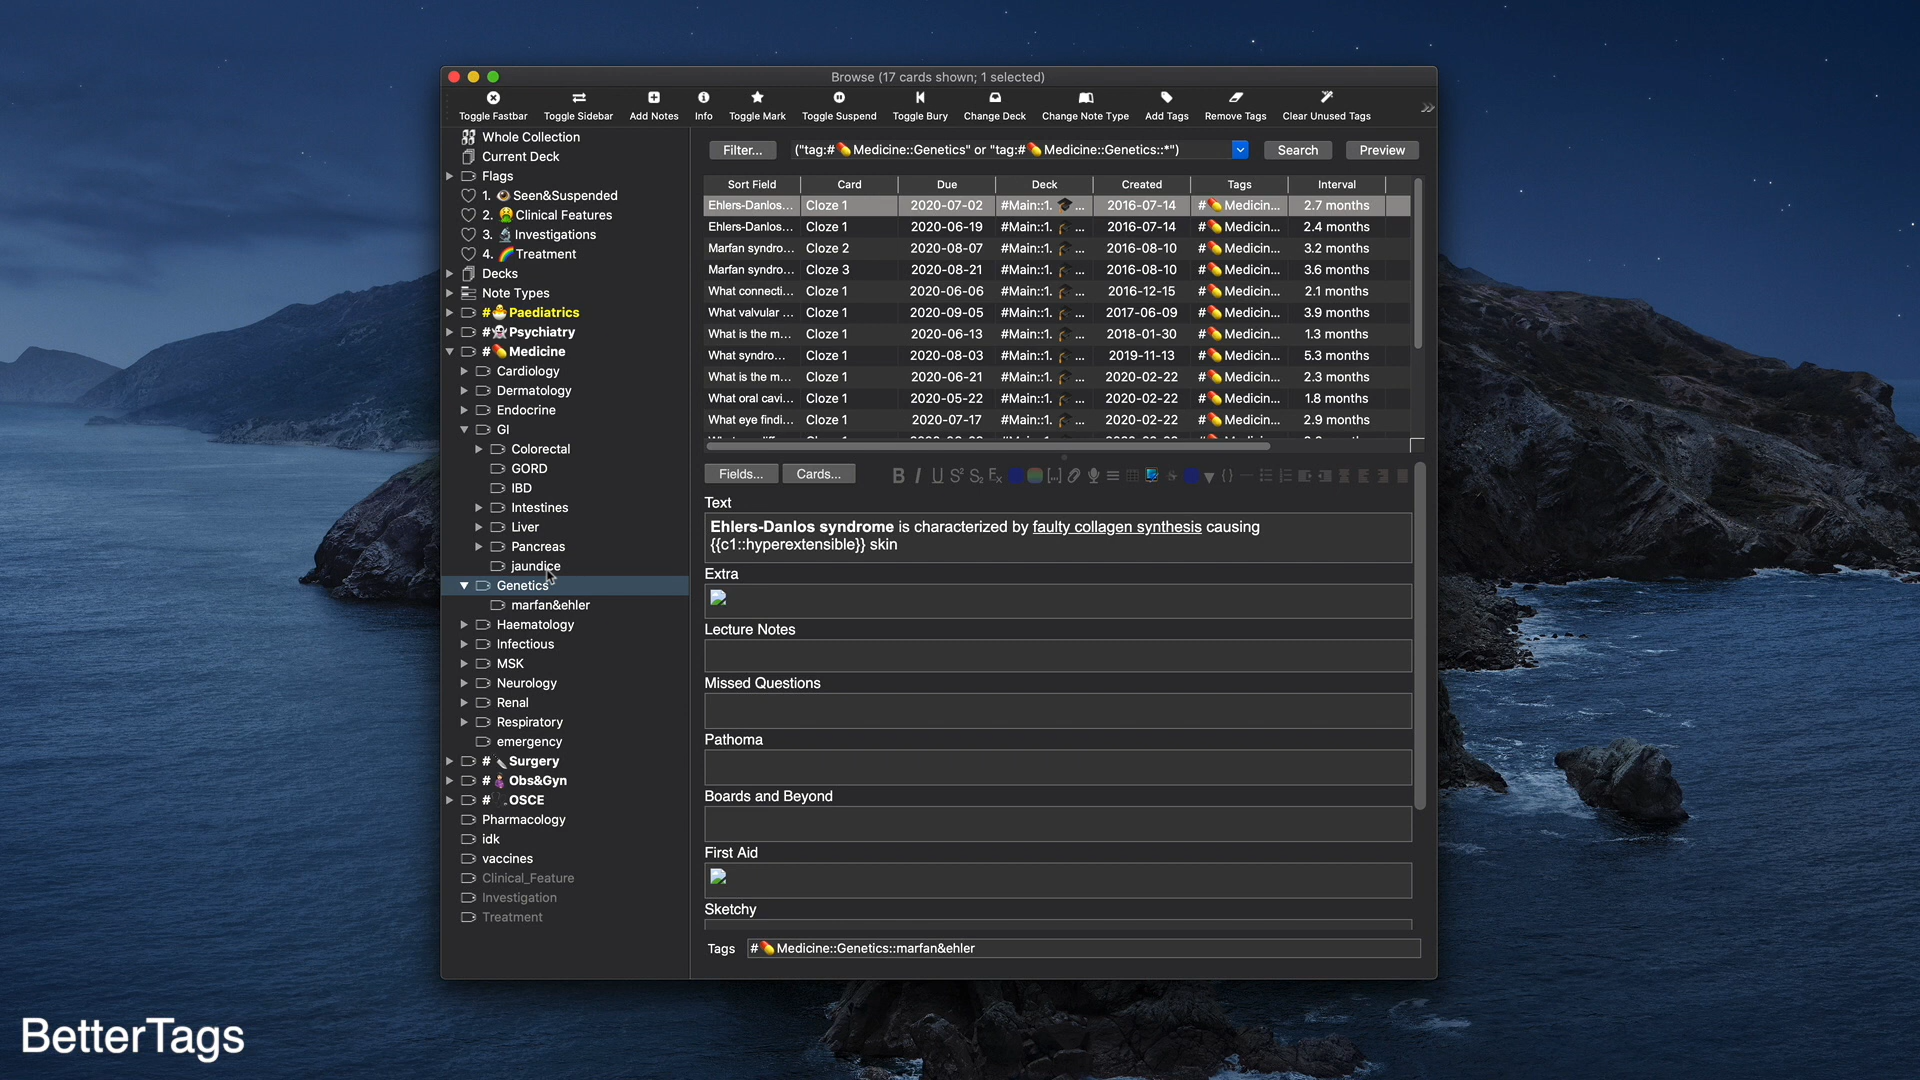 Browse (17 cards shown; 1 selected)
Toggle Fastbar
Toggle Sidebar
Add Notes
Info
Toggle Mark
Toggle Suspend
Toggle Bury
Change Deck
Change Note Type
Add Tags
Remove Tags
Clear Unused Tags
Whole Collection
Current Deck
Flags
1. 👁Seen&Suspended
2. 🤮Clinical Features
3. 🔬Investigations
4. 🌈Treatment
Decks
Note Types
#🐣Paediatrics
#👻Psychiatry
#💊Medicine
Cardiology
Dermatology
Endocrine
GI
Colorectal
GORD
IBD
Intestines
Liver
Pancreas
jaundice
Genetics
marfan&ehler
Haematology
Infectious
MSK
Neurology
Renal
Respiratory
emergency
#🔪Surgery
#🤰Obs&Gyn
# OSCE
Pharmacology
idk
vaccines
Clinical_Feature
Investigation
Treatment
Filter... ("tag:#💊Medicine::Genetics" or "tag:#💊Medicine::Genetics::*") Search Preview
Sort Field Card Due Deck Created Tags Interval
Ehlers-Danlos... Cloze 1 2020-07-02 #Main::1. 🎓 ... 2016-07-14 #💊Medicin... 2.7 months
Ehlers-Danlos... Cloze 1 2020-06-19 #Main::1. 🎓 ... 2016-07-14 #💊Medicin... 2.4 months
Marfan syndro... Cloze 2 2020-08-07 #Main::1. 🎓 ... 2016-08-10 #💊Medicin... 3.2 months
Marfan syndro... Cloze 3 2020-08-21 #Main::1. 🎓 ... 2016-08-10 #💊Medicin... 3.6 months
What connecti... Cloze 1 2020-06-06 #Main::1. 🎓 ... 2016-12-15 #💊Medicin... 2.1 months
What valvular ... Cloze 1 2020-09-05 #Main::1. 🎓 ... 2017-06-09 #💊Medicin... 3.9 months
What is the m... Cloze 1 2020-06-13 #Main::1. 🎓 ... 2018-01-30 #💊Medicin... 1.3 months
What syndro... Cloze 1 2020-08-03 #Main::1. 🎓 ... 2019-11-13 #💊Medicin... 5.3 months
What is the m... Cloze 1 2020-06-21 #Main::1. 🎓 ... 2020-02-22 #💊Medicin... 2.3 months
What oral cavi... Cloze 1 2020-05-22 #Main::1. 🎓 ... 2020-02-22 #💊Medicin... 1.8 months
What eye findi... Cloze 1 2020-07-17 #Main::1. 🎓 ... 2020-02-22 #💊Medicin... 2.9 months
Fields... Cards...
Text
Ehlers-Danlos syndrome is characterized by faulty collagen synthesis causing
{{c1::hyperextensible}} skin
Extra
Lecture Notes
Missed Questions
Pathoma
Boards and Beyond
First Aid
Sketchy
Tags #💊Medicine::Genetics::marfan&ehler
BetterTags